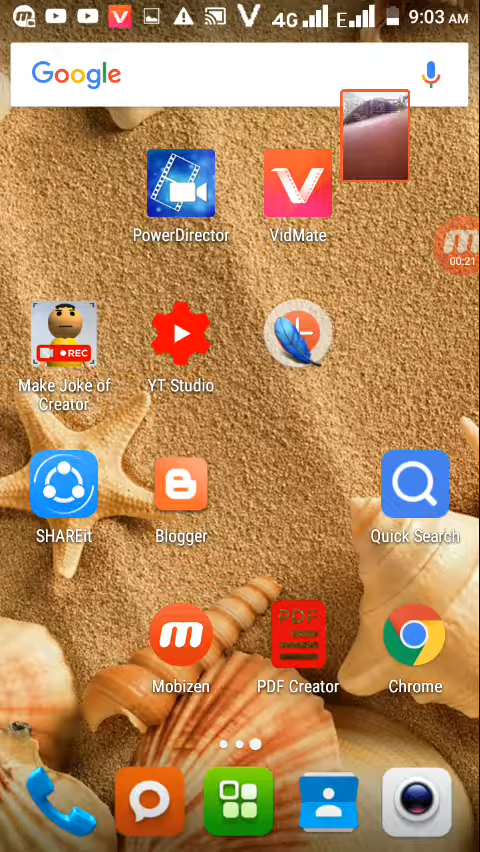 4G
E
9:03 AM
Google
PowerDirector
VidMate
00:21
REC
Make Joke of
Creator
YT Studio
SHAREit
Blogger
Quick Search
PDF
Mobizen
PDF Creator
Chrome